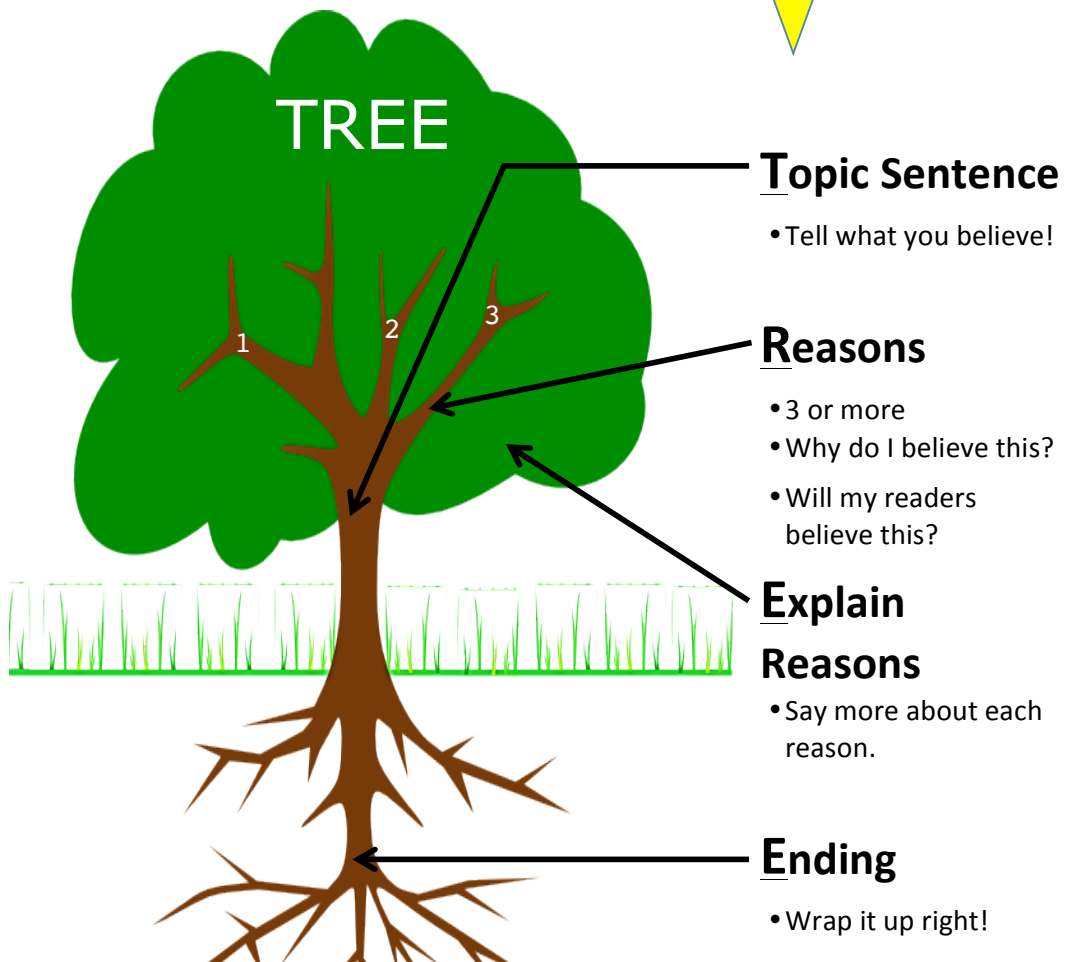 TREE
1
2
3
Topic Sentence
• Tell what you believe!
Reasons
• 3 or more
• Why do I believe this?
• Will my readers
believe this?
Explain
Reasons
• Say more about each
reason.
Ending
• Wrap it up right!